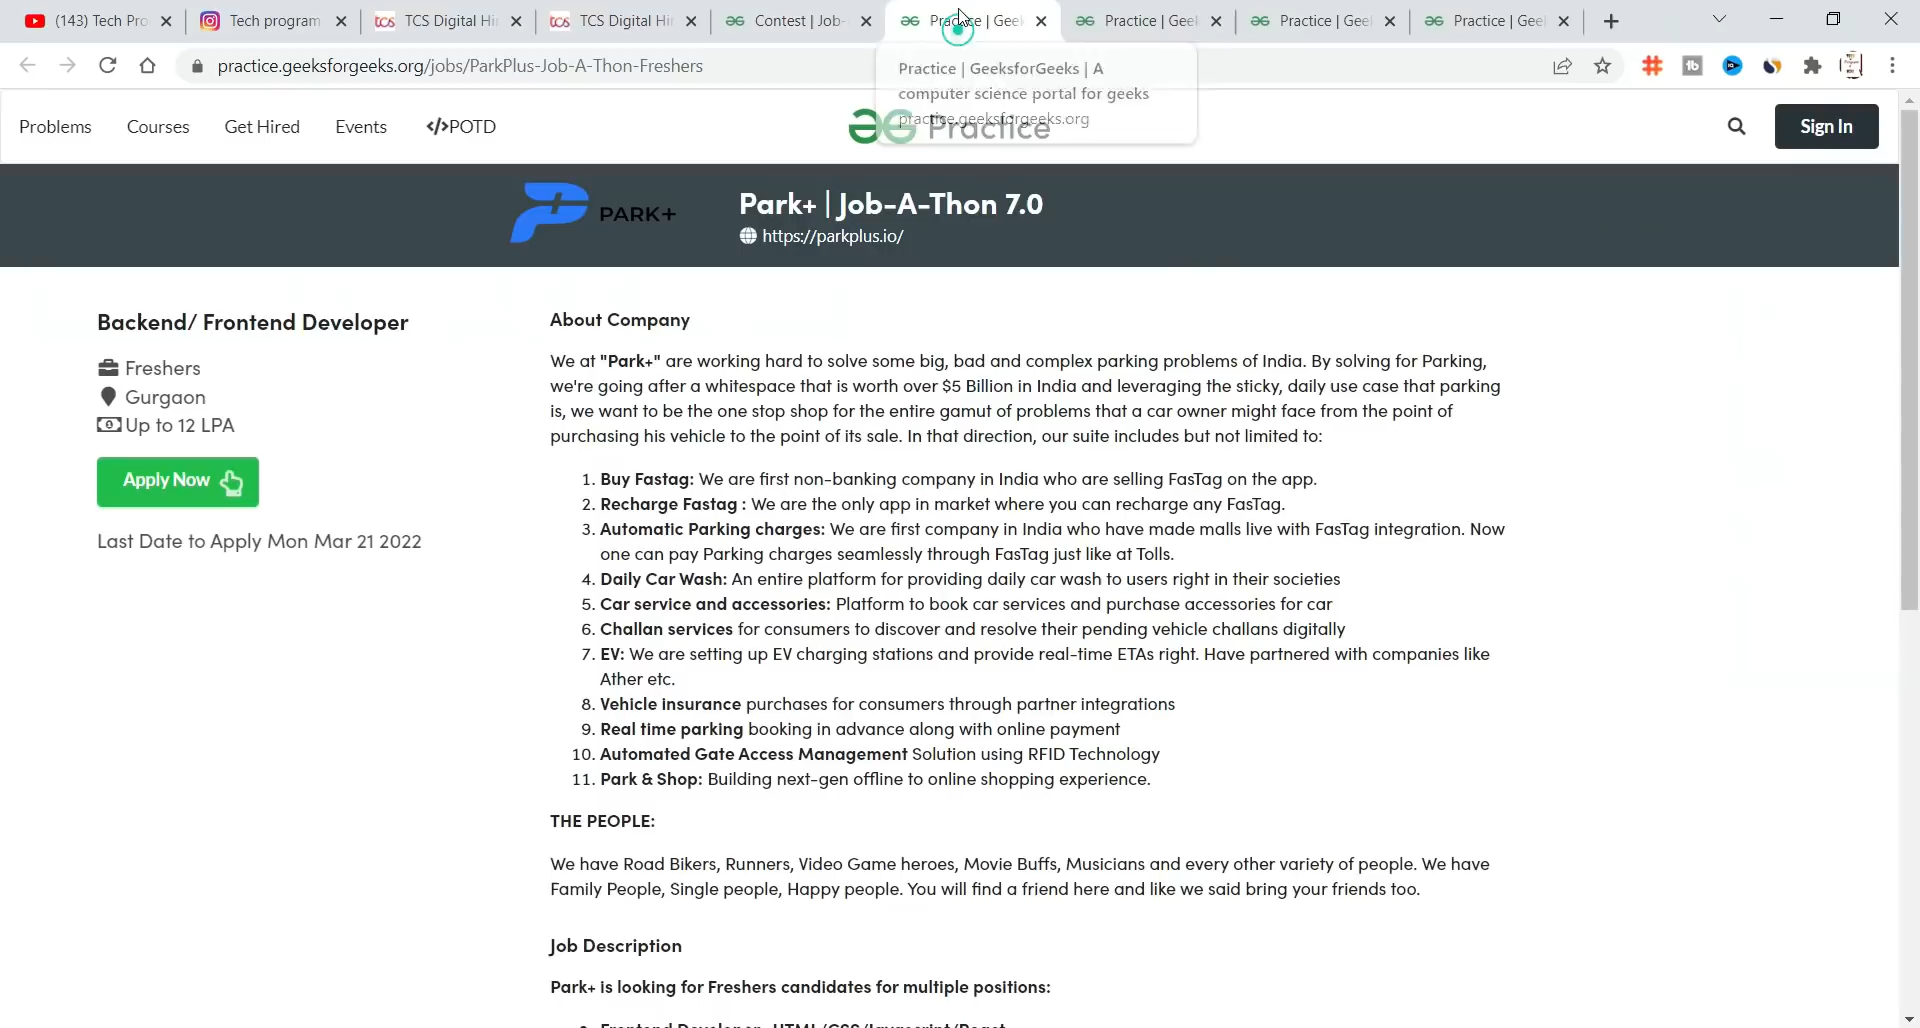 (143) Tech Pro
Tech program
TCS Digital Hi
TCS Digital Hi
Contest | Job-
Practice | Geek
Practice | Geek
Practice | Geek
Practice | Geek
practice.geeksforgeeks.org/jobs/ParkPlus-Job-A-Thon-Freshers
Practice | GeeksforGeeks | A
computer science portal for geeks
practice.geeksforgeeks.org
Problems Courses Get Hired Events </>POTD
Practice
Sign In
PARK+
Park+ | Job-A-Thon 7.0
https://parkplus.io/
Backend/ Frontend Developer
Freshers
Gurgaon
Up to 12 LPA
Apply Now
Last Date to Apply Mon Mar 21 2022
About Company
We at "Park+" are working hard to solve some big, bad and complex parking problems of India. By solving for Parking,
we're going after a whitespace that is worth over $5 Billion in India and leveraging the sticky, daily use case that parking
is, we want to be the one stop shop for the entire gamut of problems that a car owner might face from the point of
purchasing his vehicle to the point of its sale. In that direction, our suite includes but not limited to:
1. Buy Fastag: We are first non-banking company in India who are selling FasTag on the app.
2. Recharge Fastag : We are the only app in market where you can recharge any FasTag.
3. Automatic Parking charges: We are first company in India who have made malls live with FasTag integration. Now
one can pay Parking charges seamlessly through FasTag just like at Tolls.
4. Daily Car Wash: An entire platform for providing daily car wash to users right in their societies
5. Car service and accessories: Platform to book car services and purchase accessories for car
6. Challan services for consumers to discover and resolve their pending vehicle challans digitally
7. EV: We are setting up EV charging stations and provide real-time ETAs right. Have partnered with companies like
Ather etc.
8. Vehicle insurance purchases for consumers through partner integrations
9. Real time parking booking in advance along with online payment
10. Automated Gate Access Management Solution using RFID Technology
11. Park & Shop: Building next-gen offline to online shopping experience.
THE PEOPLE:
We have Road Bikers, Runners, Video Game heroes, Movie Buffs, Musicians and every other variety of people. We have
Family People, Single people, Happy people. You will find a friend here and like we said bring your friends too.
Job Description
Park+ is looking for Freshers candidates for multiple positions:
Frontend Developer- HTML/CSS/Javascript/React